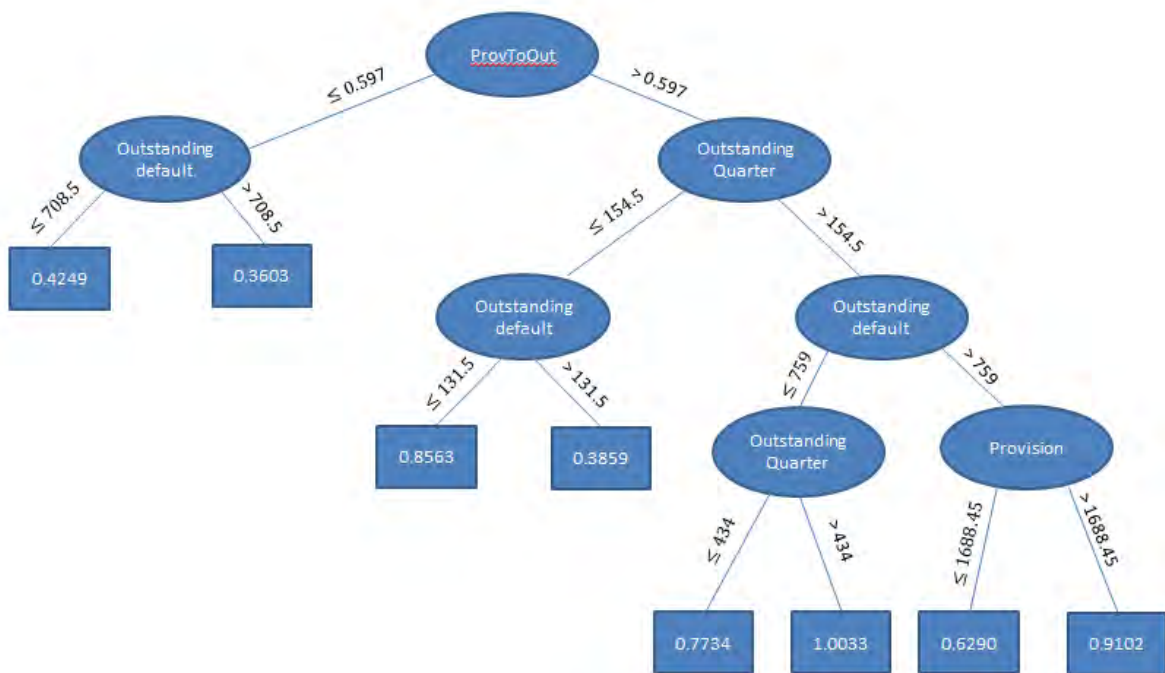 ProvToOut
≤ 0.597
> 0.597
Outstanding
default
Outstanding
Quarter
≤ 708.5
> 708.5
≤ 154.5
> 154.5
0.4249
0.3603
Outstanding
default
Outstanding
default
≤ 131.5
>131.5
≤ 759
>759
0.8563
0.3859
Outstanding
Quarter
Provision
≤ 434
>434
≤ 1688.45
>1688.45
0.7734
1.0033
0.6290
0.9102